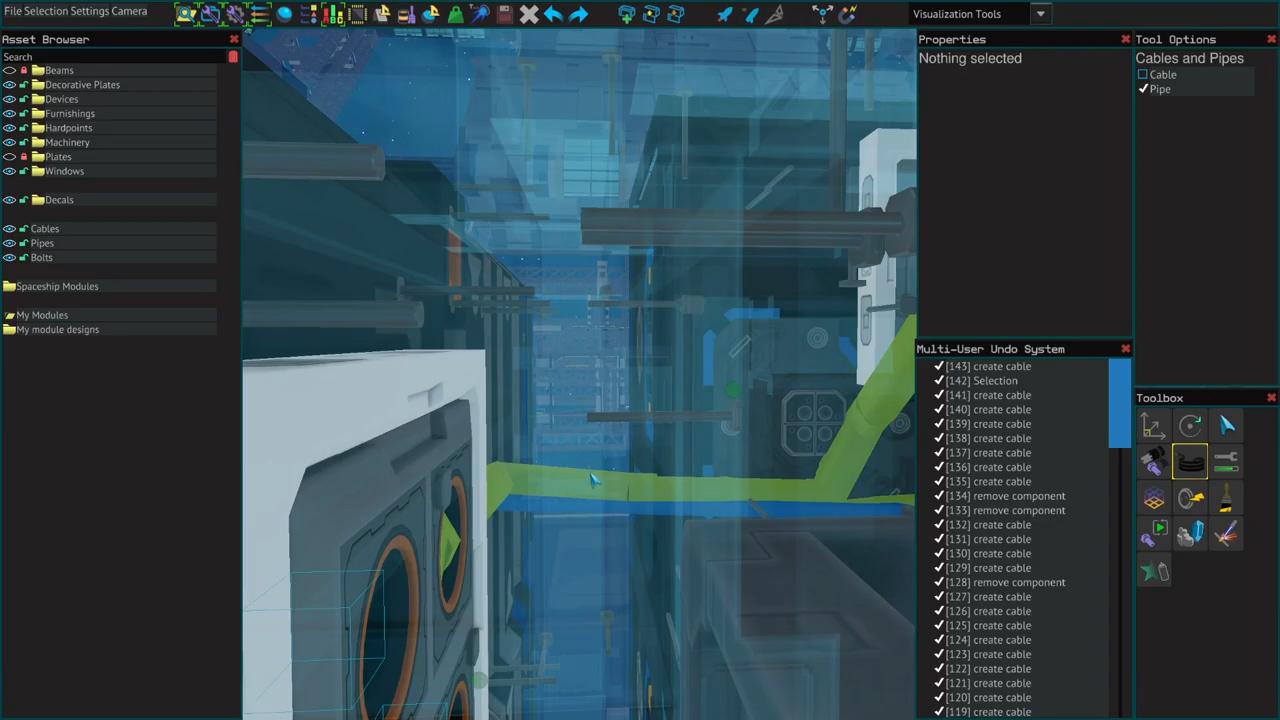 File Selection Settings Camera
Visualization Tools
Asset Browser
Search
Beams
Decorative Plates
Devices
Furnishings
Hardpoints
Machinery
Plates
Windows
Decals
Cables
Pipes
Bolts
Spaceship Modules
My Modules
My module designs
Properties
Nothing selected
Tool Options
Cables and Pipes
Cable
Pipe
Multi-User Undo System
[143] create cable
[142] Selection
[141] create cable
[140] create cable
[139] create cable
[138] create cable
[137] create cable
[136] create cable
[135] create cable
[134] remove component
[133] remove component
[132] create cable
[131] create cable
[130] create cable
[129] create cable
[128] remove component
[127] create cable
[126] create cable
[125] create cable
[124] create cable
[123] create cable
[122] create cable
[121] create cable
[120] create cable
[119] create cable
Toolbox